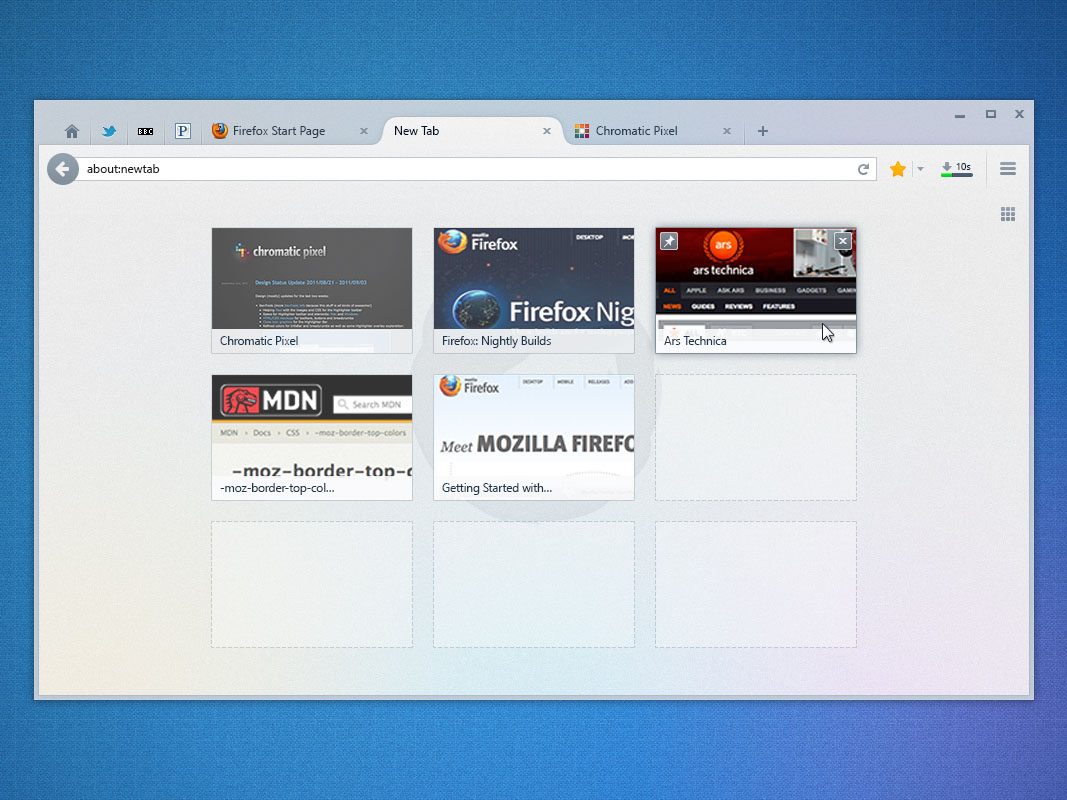 BBC
P
Firefox Start Page
New Tab
Chromatic Pixel
about:newtab
10s
chromatic pixel
Design Status Update 2011/08/21 - 2011/09/03
Chromatic Pixel
mozilla
Firefox
DESKTOP
Firefox Nig
Firefox: Nightly Builds
ars
ars technica
ALL APPLE ASK ARS BUSINESS GADGETS GAMIN
NEWS GUIDES REVIEWS FEATURES
Ars Technica
MDN
Search MDN
MDN Docs CSS -moz-border-top-colors
-moz-border-top-c
-moz-border-top-col...
mozilla
Firefox
DESKTOP MOBILE RELEASES
Meet MOZILLA FIREFO
Getting Started with...